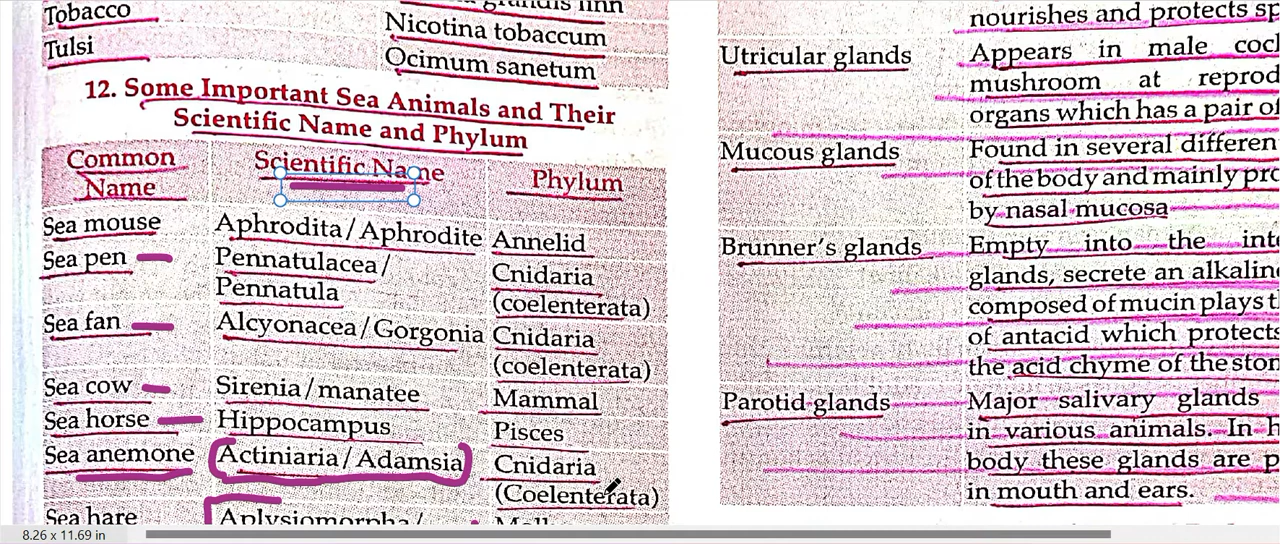 Tobacco
Nicotina tobaccum
Tulsi
Ocimum sanetum
12. Some Important Sea Animals and Their
Scientific Name and Phylum
Common Name Scientific Name Phylum
Sea mouse Aphrodita/Aphrodite Annelid
Sea pen Pennatulacea/ Cnidaria
Pennatula (coelenterata)
Sea fan Alcyonacea/Gorgonia Cnidaria
(coelenterata)
Sea cow Sirenia/manatee Mammal
Sea horse Hippocampus Pisces
Sea anemone Actiniaria/Adamsia Cnidaria
(Coelenterata)
Sea hare Aplysiomorpha/
nourishes and protects
Utricular glands Appears in male
mushroom at
organs which has a pair of
Mucous glands Found in several
of the body and mainly
by nasal mucosa
Brunner's glands Empty into the
glands, secrete an
composed of mucin plays
of antacid which protects
the acid chyme of the
Parotid glands Major salivary glands
in various animals. In
body these glands are
in mouth and ears.
8.26 x 11.69 in